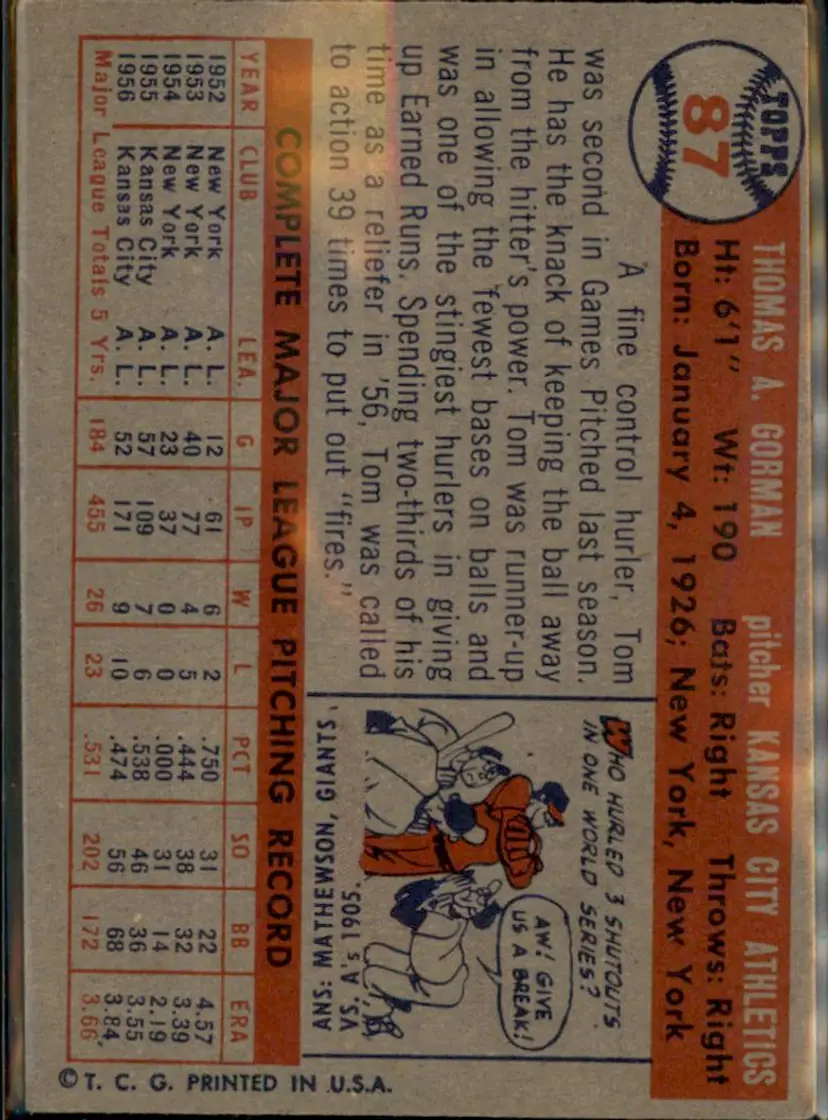 TOPPS
87
THOMAS A. GORMAN pitcher KANSAS CITY ATHLETICS
Ht: 6'1" Wt: 190 Bats: Right Throws: Right
Born: January 4, 1926; New York, New York
A fine control hurler, Tom
was second in Games Pitched last season.
He has the knack of keeping the ball away
from the hitter's power. Tom was runner-up
in allowing the fewest bases on balls and
was one of the stingiest hurlers in giving
up Earned Runs. Spending two-thirds of his
time as a reliefer in '56, Tom was called
to action 39 times to put out "fires."
WHO HURLED 3 SHUTOUTS
IN ONE WORLD SERIES?
AW! GIVE
US A BREAK!
ANS: MATHEWSON, GIANTS
VS. A's 1905.
COMPLETE MAJOR LEAGUE PITCHING RECORD
YEAR CLUB LEA. G IP W L PCT SO BB ERA
1952 New York A. L. 12 61 6 2 .750 31 22 4.57
1953 New York A. L. 40 77 4 5 .444 38 32 3.39
1954 New York A. L. 23 37 0 0 .000 31 14 2.19
1955 Kansas City A. L. 57 109 7 6 .538 46 36 3.55
1956 Kansas City A. L. 52 171 9 10 .474 56 68 3.84
Major League Totals 5 Yrs. 184 455 26 23 .531 202 172 3.66
© T. C. G. PRINTED IN U.S.A.